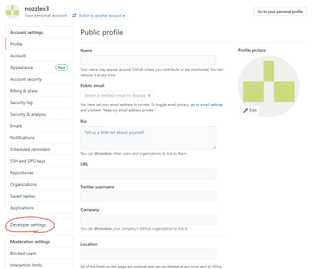 nozzlex3
Your personal account
Switch to another account
Go to your personal profile
Account settings
Profile
Account
Appearance New
Account security
Billing & plans
Security log
Security & analysis
Emails
Notifications
Scheduled reminders
SSH and GPG keys
Repositories
Organizations
Saved replies
Applications
Developer settings
Moderation settings
Blocked users
Interaction limits
Public profile
Name
Your name may appear around GitHub where you contribute or are mentioned. You can
remove it at any time.
Public email
Select a verified email to display
You have set your email address to private. To toggle email privacy, go to email settings
and uncheck "Keep my email address private."
Bio
Tell us a little bit about yourself
You can @mention other users and organizations to link to them.
URL
Twitter username
Company
You can @mention your company's GitHub organization to link it.
Location
All of the fields on this page are optional and can be deleted at any time, and by filling
Profile picture
Edit